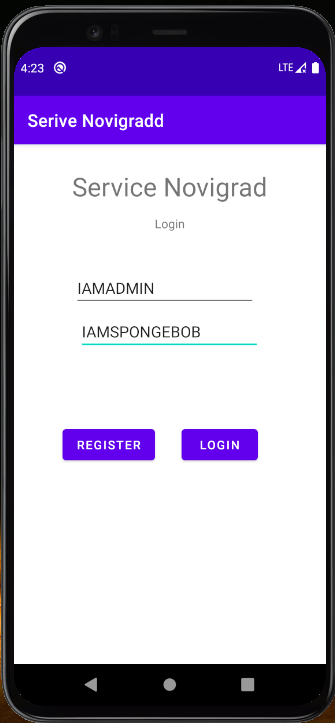 4:23 LTE
Serive Novigradd
Service Novigrad
Login
IAMADMIN
IAMSPONGEBOB
REGISTER LOGIN